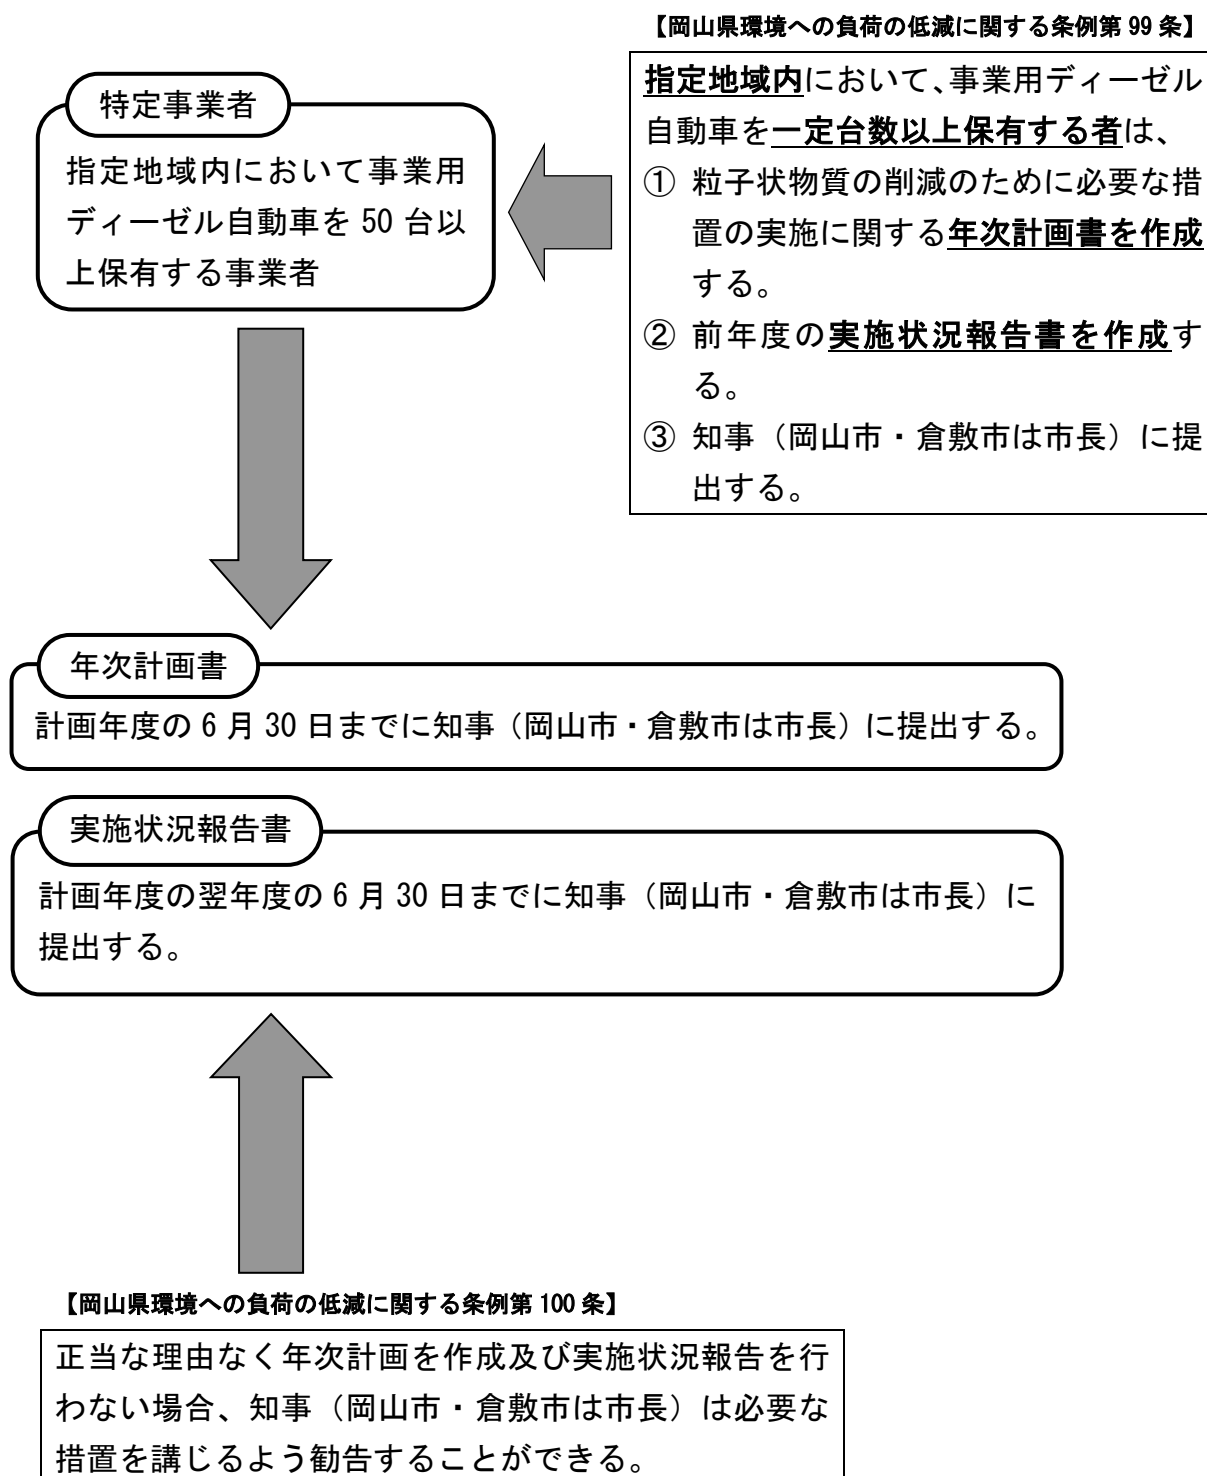 【岡山県環境への負荷の低減に関する条例第 99 条】
指定地域内において、事業用ディーゼル
自動車を一定台数以上保有する者は、
① 粒子状物質の削減のために必要な措
置の実施に関する年次計画書を作成
する。
② 前年度の実施状況報告書を作成す
る。
③ 知事（岡山市・倉敷市は市長）に提
出する。
特定事業者
指定地域内において事業用
ディーゼル自動車を 50 台以
上保有する事業者
年次計画書
計画年度の 6 月 30 日までに知事（岡山市・倉敷市は市長）に提出する。
実施状況報告書
計画年度の翌年度の 6 月 30 日までに知事（岡山市・倉敷市は市長）に
提出する。
【岡山県環境への負荷の低減に関する条例第 100 条】
正当な理由なく年次計画を作成及び実施状況報告を行
わない場合、知事（岡山市・倉敷市は市長）は必要な
措置を講じるよう勧告することができる。